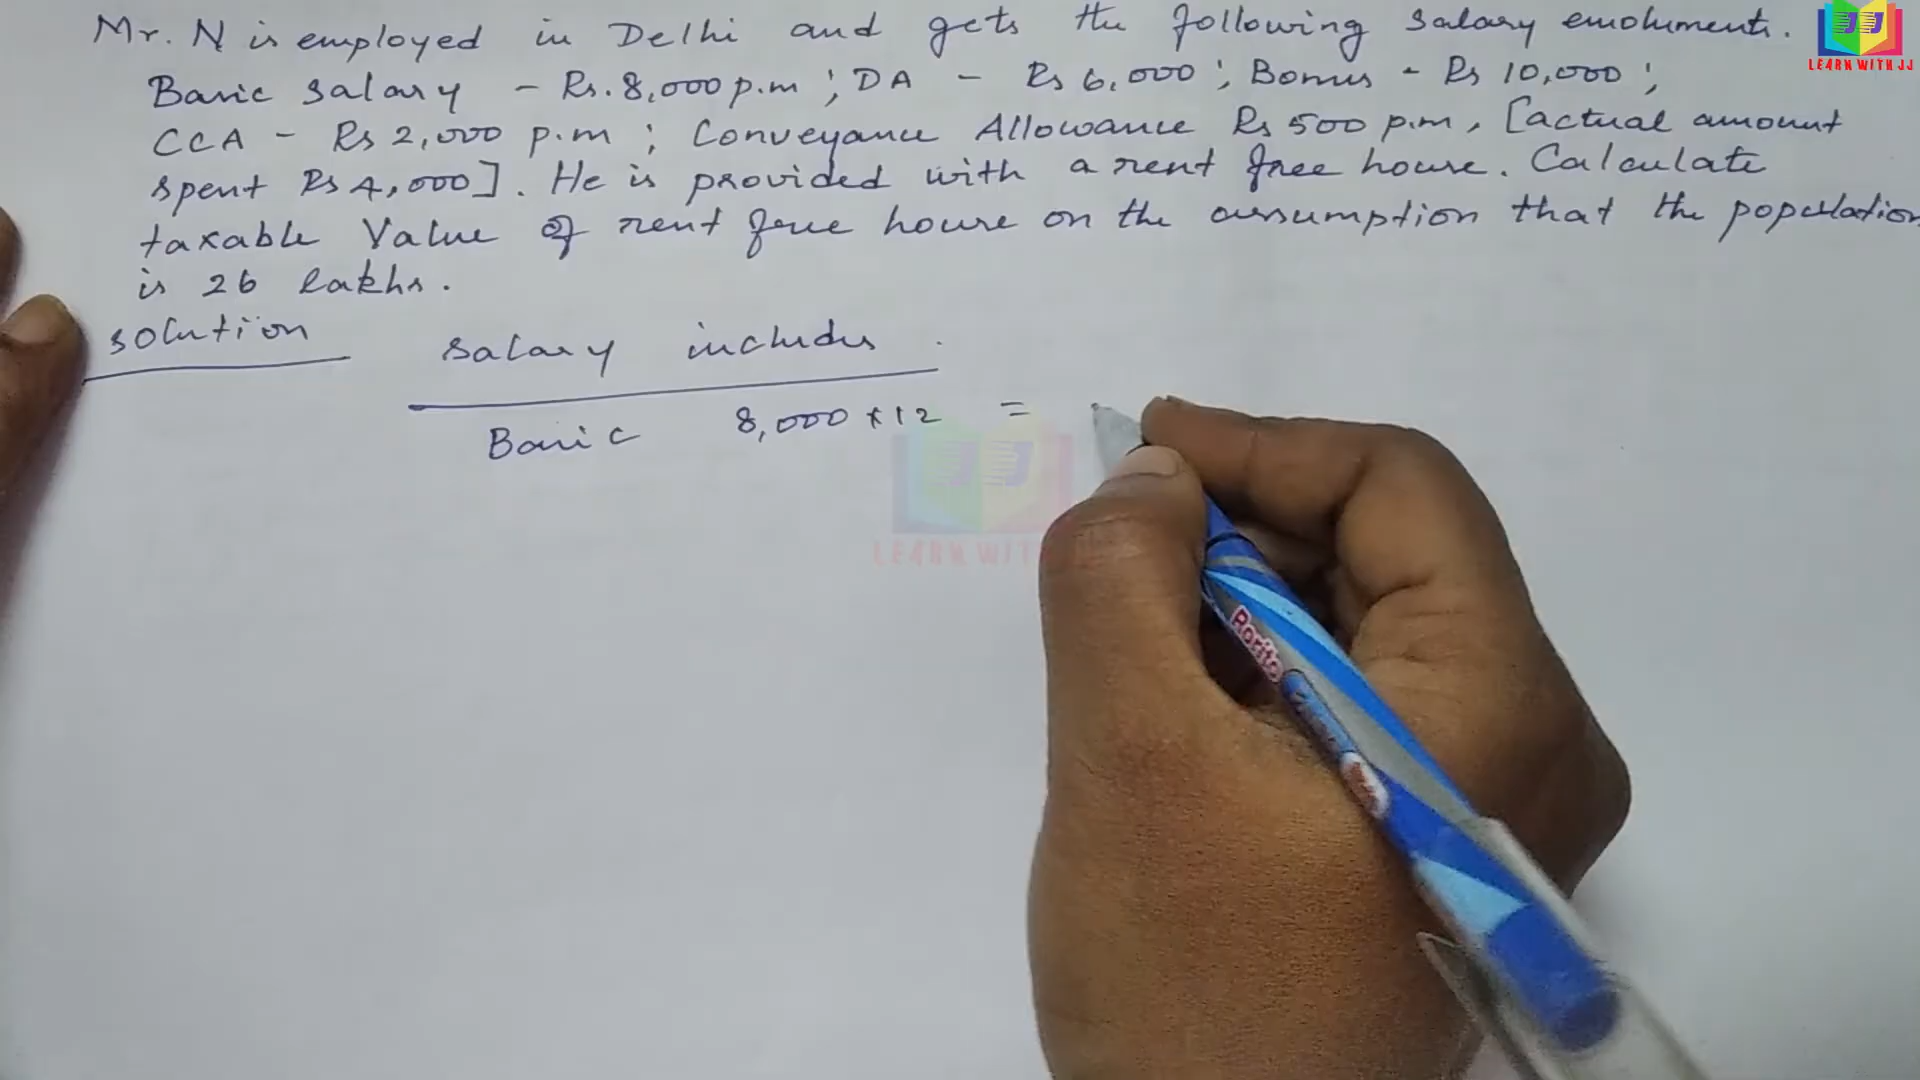 Mr. N is employed in Delhi and gets the following salary emoluments.
Basic salary - Rs. 8,000 p.m ; DA - Rs 6,000 ; Bonus - Rs 10,000 ;
CCA - Rs 2,000 p.m ; Conveyance Allowance Rs 500 p.m, [actual amount
spent Rs 4,000]. He is provided with a rent free house. Calculate
taxable Value of rent free house on the assumption that the population
is 26 lakhs.
solution
salary includes
Basic 8,000 × 12 =
LEARN WITH JJ
LEARN WIT
Rorito